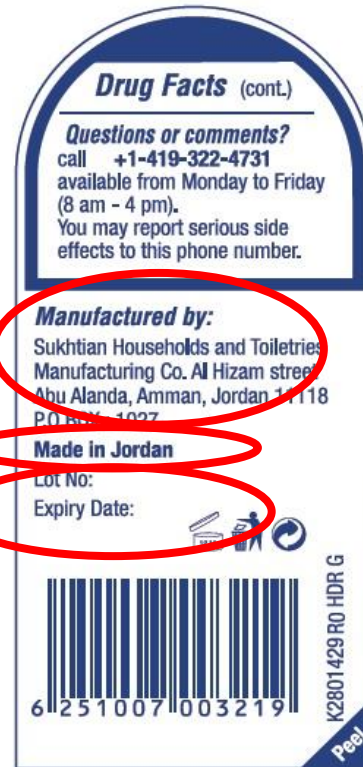 Drug Facts (cont.)
Questions or comments?
call +1-419-322-4731
available from Monday to Friday
(8 am - 4 pm).
You may report serious side
effects to this phone number.
Manufactured by:
Sukhtian Households and Toiletries
Manufacturing Co. Al Hizam street
Abu Alanda, Amman, Jordan 11118
P.O BOX: 1027
Made in Jordan
Lot No:
Expiry Date:
6 251007 003219
K2801429 R0 HDR G
Peel